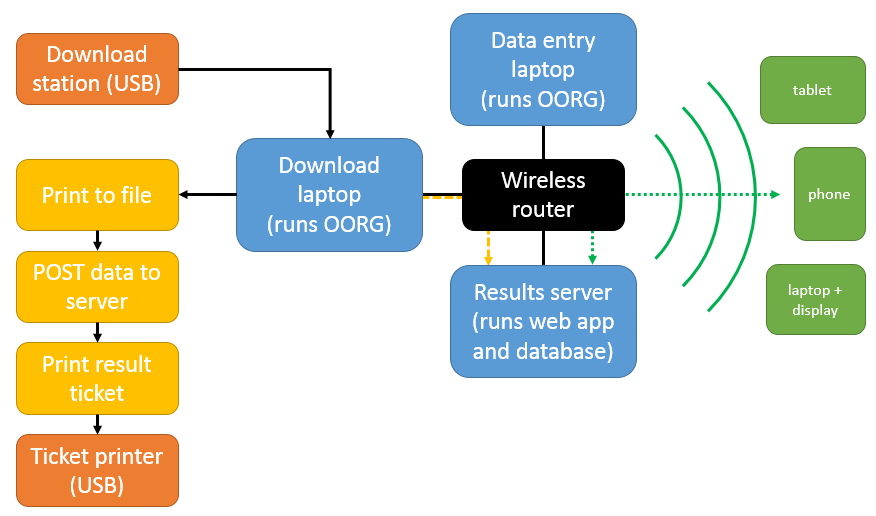 Download
station (USB)
Data entry
laptop
(runs OORG)
tablet
Download
laptop
(runs OORG)
Wireless
router
Print to file
phone
POST data to
server
Results server
(runs web app
and database)
laptop +
display
Print result
ticket
Ticket printer
(USB)